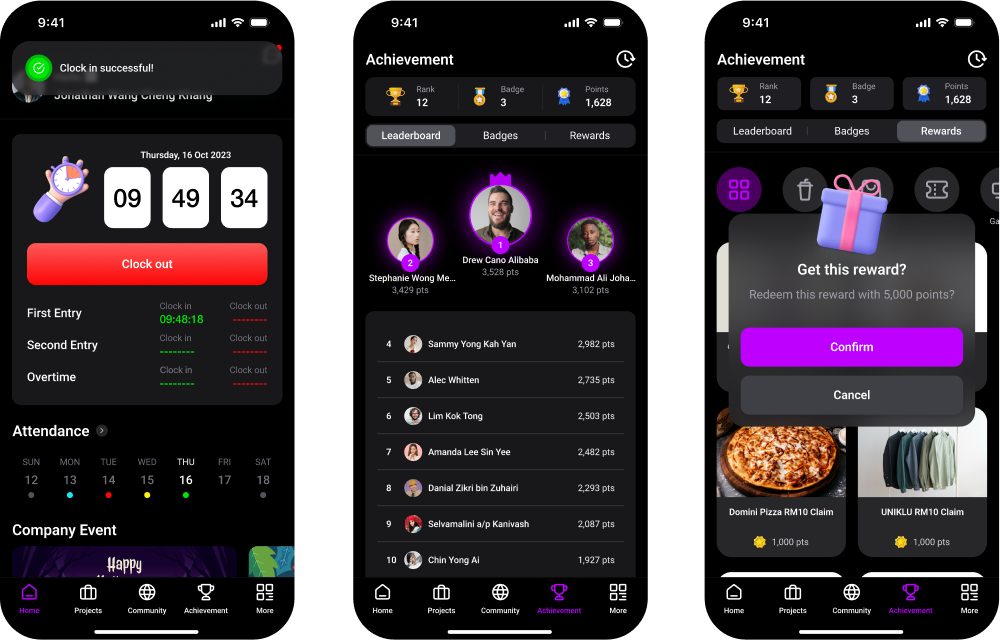 9:41
Clock in successful!
Jonathan Wang Cheng Khang
Thursday, 16 Oct 2023
09 49 34
Clock out
Clock in Clock out
First Entry 09:48:18 --------
Clock in Clock out
Second Entry -------- --------
Clock in Clock out
Overtime -------- --------
Attendance
SUN MON TUE WED THU FRI SAT
12 13 14 15 16 17 18
Company Event
Happy
Home Projects Community Achievement More
9:41
Achievement
Rank Badge Points
12 3 1,628
Leaderboard Badges Rewards
1
2 3
Drew Cano Alibaba
3,528 pts
Stephanie Wong Me... Mohammad Ali Joha...
3,429 pts 3,102 pts
4 Sammy Yong Kah Yan 2,982 pts
5 Alec Whitten 2,735 pts
6 Lim Kok Tong 2,503 pts
7 Amanda Lee Sin Yee 2,482 pts
8 Danial Zikri bin Zuhairi 2,293 pts
9 Selvamalini a/p Kanivash 2,087 pts
10 Chin Yong Ai 1,927 pts
Home Projects Community Achievement More
9:41
Achievement
Rank Badge Points
12 3 1,628
Leaderboard Badges Rewards
Ga
Get this reward?
Redeem this reward with 5,000 points?
Confirm
Cancel
Domini Pizza RM10 Claim UNIKLU RM10 Claim
1,000 pts 1,000 pts
Home Projects Community Achievement More